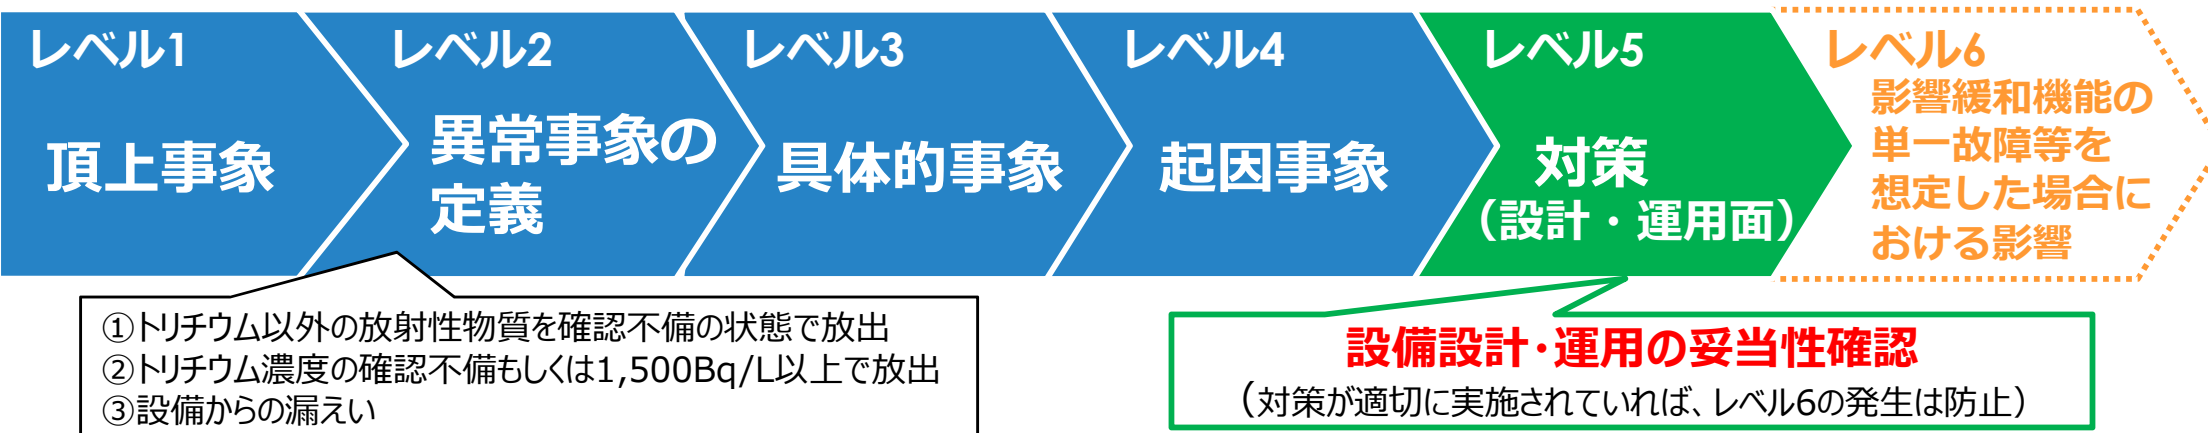 レベル1
頂上事象
レベル2
異常事象の
定義
レベル3
具体的事象
レベル4
起因事象
レベル5
対策
（設計・運用面）
レベル6
影響緩和機能の
単一故障等を
想定した場合に
おける影響
①トリチウム以外の放射性物質を確認不備の状態で放出
②トリチウム濃度の確認不備もしくは1,500Bq/L以上で放出
③設備からの漏えい
設備設計・運用の妥当性確認
（対策が適切に実施されていれば、レベル6の発生は防止）